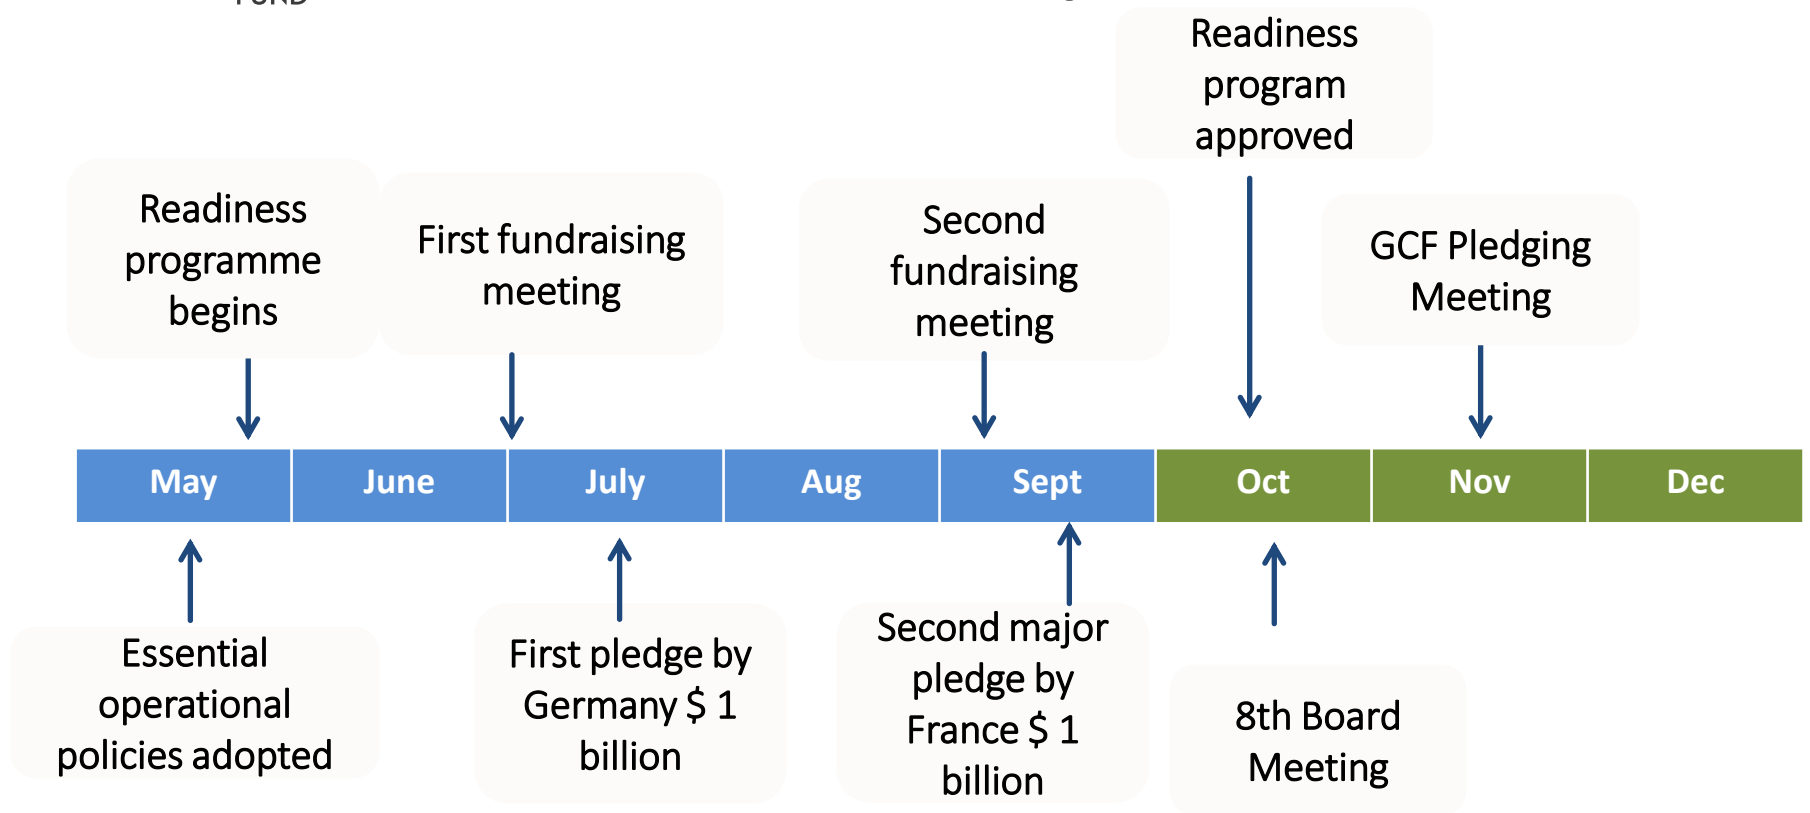 FUND
Readiness
program
approved
Readiness
programme
begins
First fundraising
meeting
Second
fundraising
meeting
GCF Pledging
Meeting
May June July Aug Sept Oct Nov Dec
Essential
operational
policies adopted
First pledge by
Germany $ 1
billion
Second major
pledge by
France $ 1
billion
8th Board
Meeting